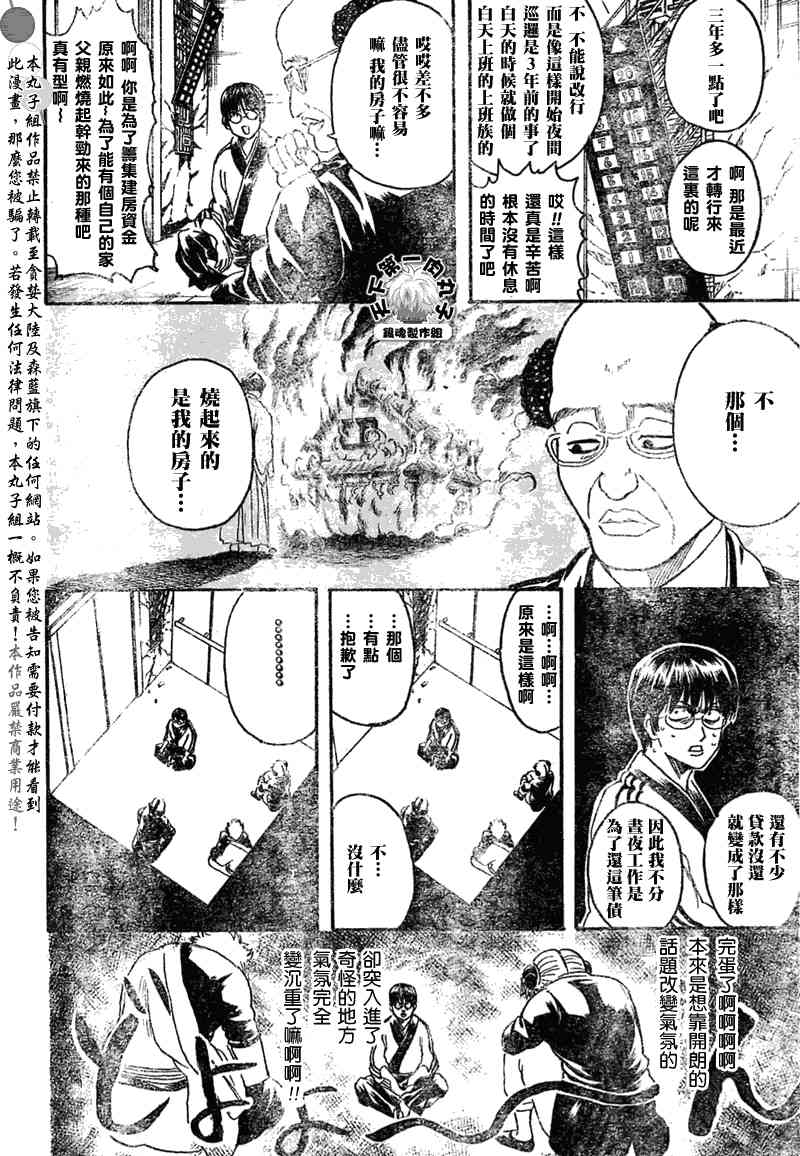 三年多一點了吧
啊 那是最近
才轉行來
這裏的呢
不 不能說改行
而是像這樣開始夜間
巡邏是3年前的事了
白天的時候就做個
白天上班的上班族的
哎!!這樣
還真是辛苦啊
根本沒有休息
的時間了吧
哎哎差不多
儘管很不容易
嘛 我的房子嘛…
啊啊 你是為了籌集建房資金
原來如此~為了能有個自己的家
父親燃燒起幹勁來的那種吧
真有型啊~
天下第一肉丸子
銀魂製作組
不
那個…
燒起來的
是我的房子…
還有不少
貸款沒還
就變成了那樣
因此我不分
晝夜工作是
為了還這筆債
…啊…啊啊…
原來是這樣啊
…那個
…有點
…抱歉了
不…
沒什麼
………
完蛋了啊啊啊啊
本來是想靠開朗的
話題改變氣氛的
卻突入進了
奇怪的地方
氣氛完全
變沉重了嘛啊啊!!
本丸子組作品禁止轉載至貪婪大陸及森藍旗下的任何網站。如果您被告知需要付款才能看到
此漫畫，那麼您被騙了。若發生任何法律問題，本丸子組一概不負責！本作品嚴禁商業用途！